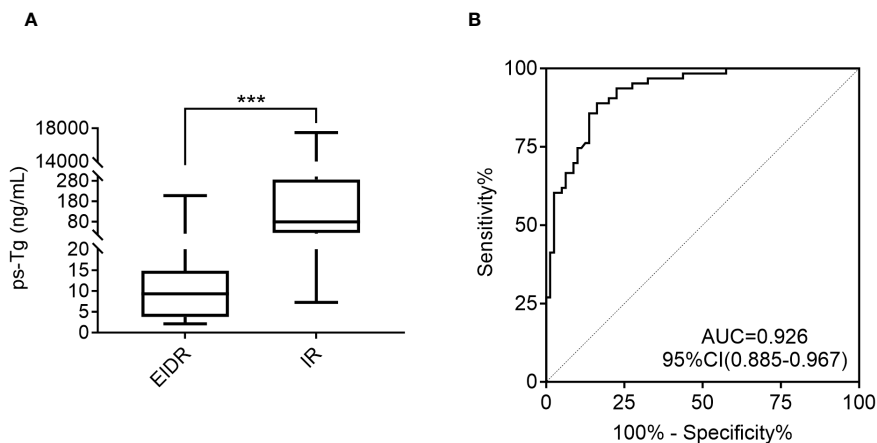 A
***
ps-Tg (ng/mL)
18000
14000
280
180
80
20
15
10
5
0
EIDR
IR
B
Sensitivity%
100
75
50
25
0
AUC=0.926
95%CI(0.885-0.967)
0
25
50
75
100
100% - Specificity%